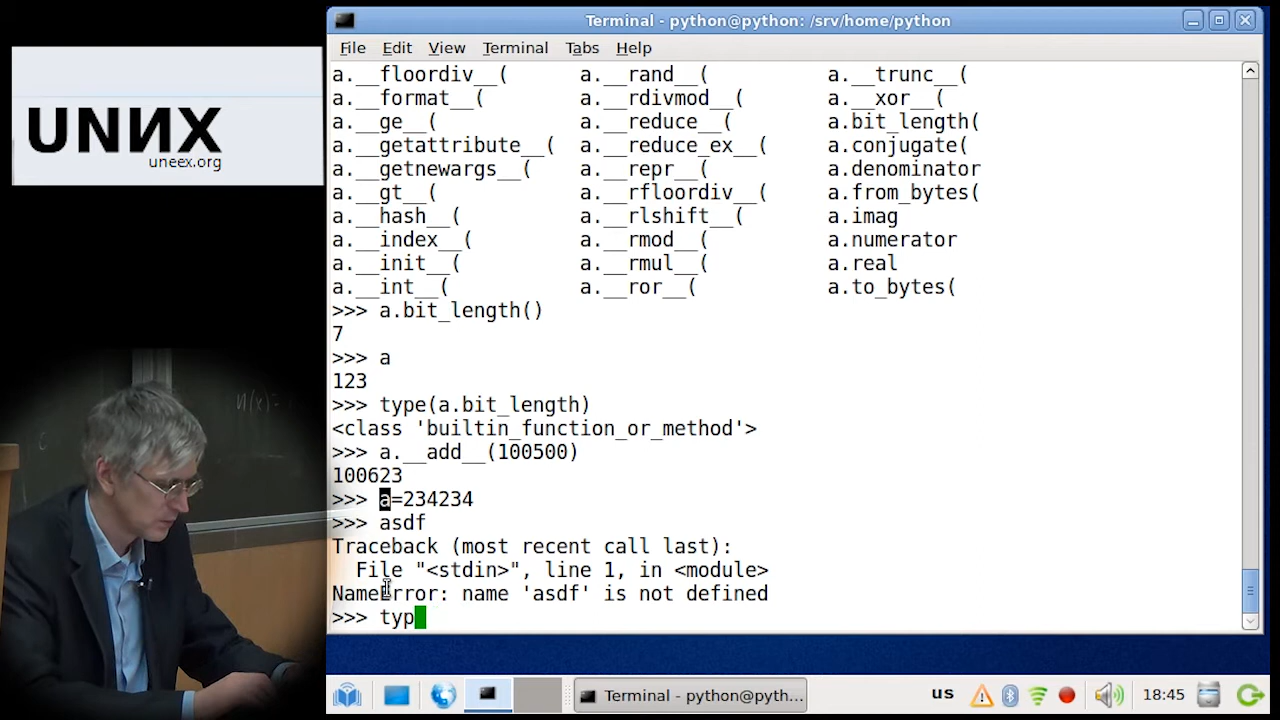 UNИX
uneex.org
Terminal - python@python: /srv/home/python
File Edit View Terminal Tabs Help
a.__floordiv__( a.__rand__( a.__trunc__(
a.__format__( a.__rdivmod__( a.__xor__(
a.__ge__( a.__reduce__( a.bit_length(
a.__getattribute__( a.__reduce_ex__( a.conjugate(
a.__getnewargs__( a.__repr__( a.denominator
a.__gt__( a.__rfloordiv__( a.from_bytes(
a.__hash__( a.__rlshift__( a.imag
a.__index__( a.__rmod__( a.numerator
a.__init__( a.__rmul__( a.real
a.__int__( a.__ror__( a.to_bytes(
>>> a.bit_length()
7
>>> a
123
>>> type(a.bit_length)
<class 'builtin_function_or_method'>
>>> a.__add__(100500)
100623
>>> a=234234
>>> asdf
Traceback (most recent call last):
File "<stdin>", line 1, in <module>
NameError: name 'asdf' is not defined
>>> typ
Terminal - python@pyth... us 18:45